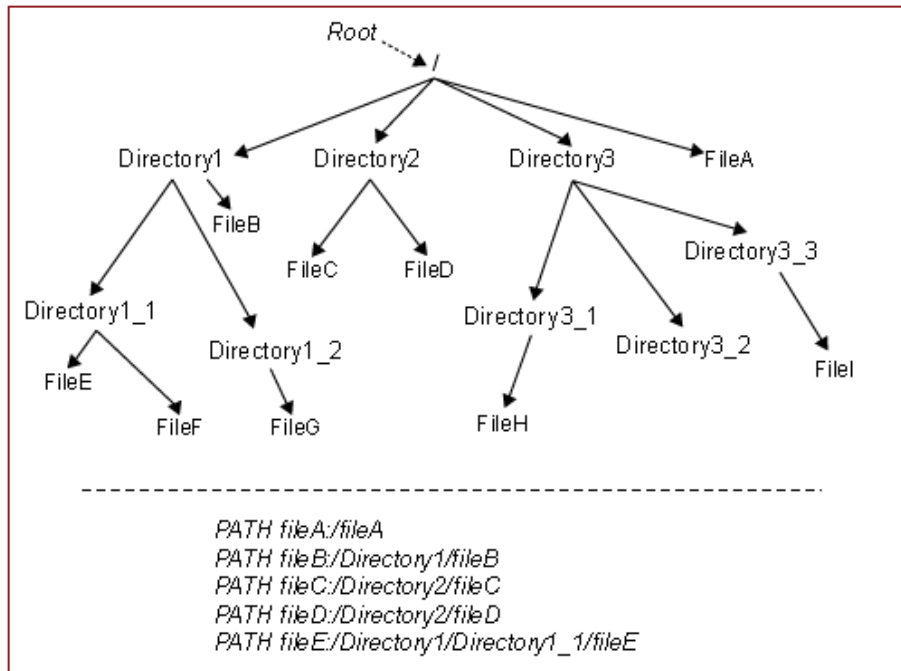 Root
/
Directory1 Directory2 Directory3 FileA
FileB
FileC FileD
Directory3_3
Directory1_1
Directory3_1
Directory1_2
Directory3_2
FileE
FileI
FileF
FileG
FileH
PATH fileA:/fileA
PATH fileB:/Directory1/fileB
PATH fileC:/Directory2/fileC
PATH fileD:/Directory2/fileD
PATH fileE:/Directory1/Directory1_1/fileE